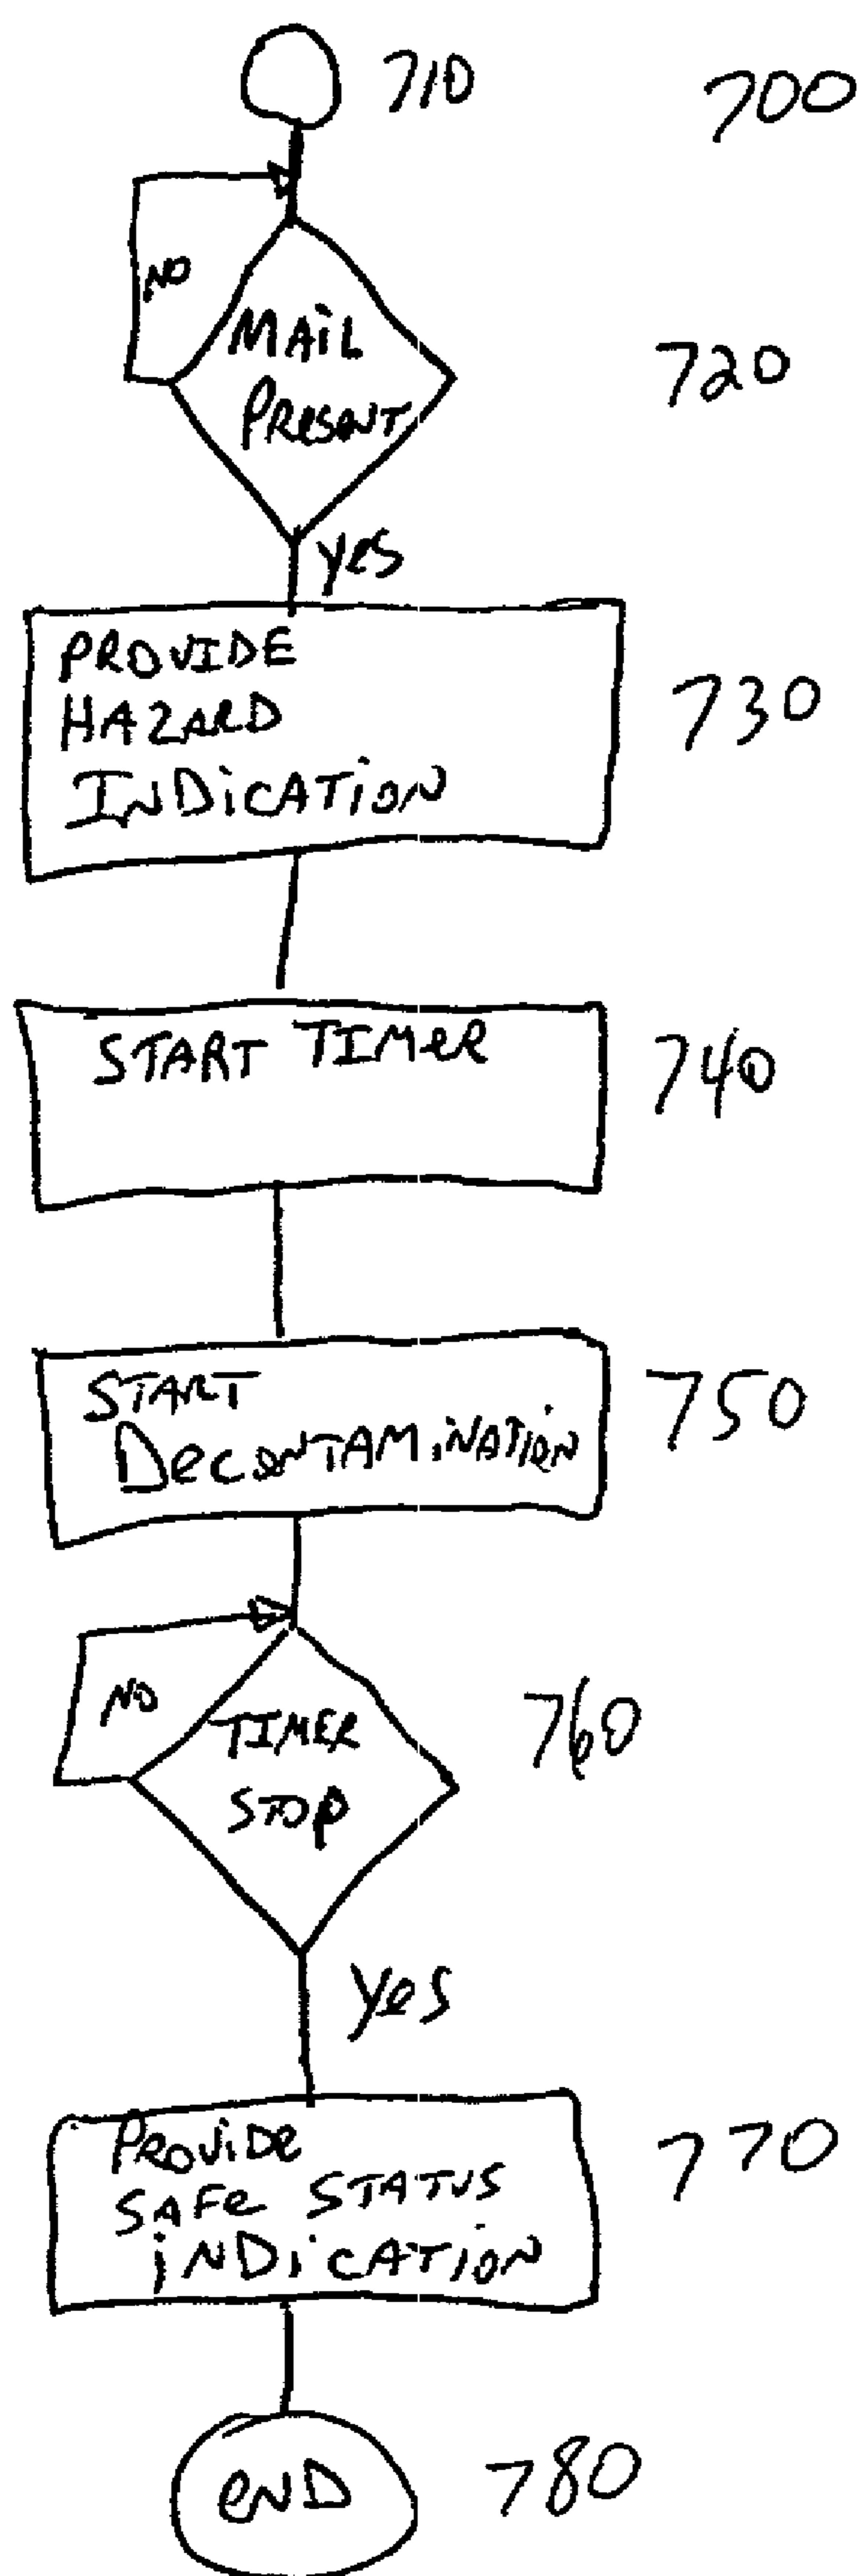 710 700
NO
MAIL
PRESENT
720
yes
PROVIDE
HAZARD
INDICATION
730
START TIMER
740
START
DECONTAMINATION
750
NO
TIMER
STOP
760
yes
PROVIDE
SAFE STATUS
INDICATION
770
END
780